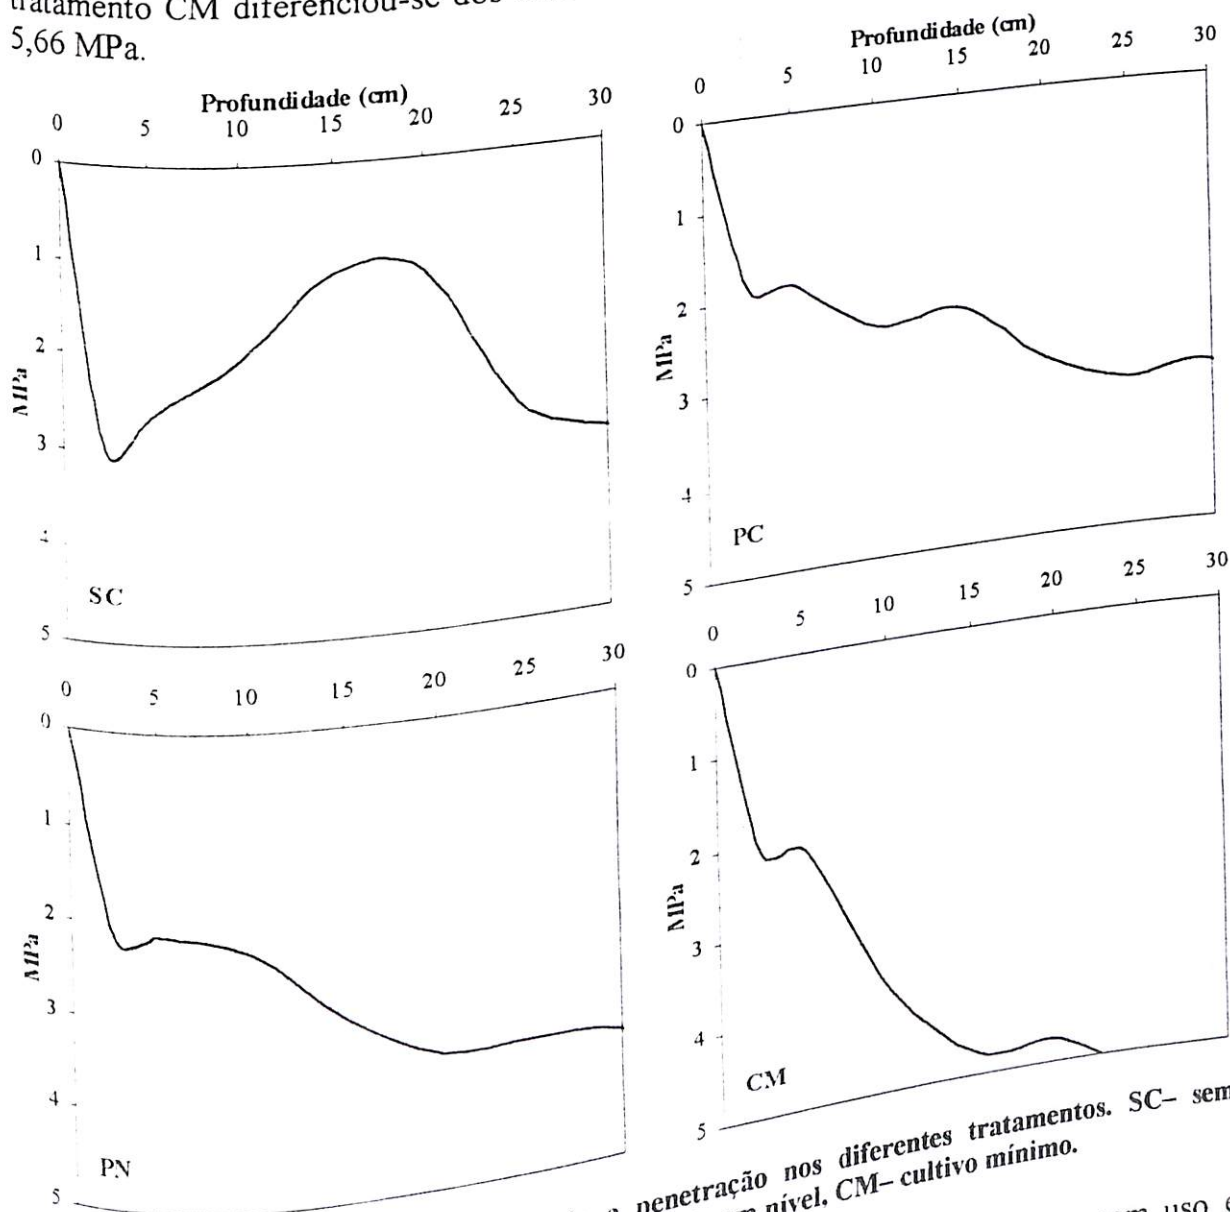 tratamento CM diferenciou-se dos
5,66 MPa.
Profundidade (cm)
0 5 10 15 20 25 30
0
1
2
3
4
5
MPa
SC
Profundidade (cm)
0 5 10 15 20 25 30
0
1
2
3
4
5
MPa
PC
0 5 10 15 20 25 30
0
1
2
3
4
5
MPa
PN
0 5 10 15 20 25 30
0
1
2
3
4
5
MPa
CM
penetração nos diferentes tratamentos. SC– sem
nível, CM– cultivo mínimo.
uso